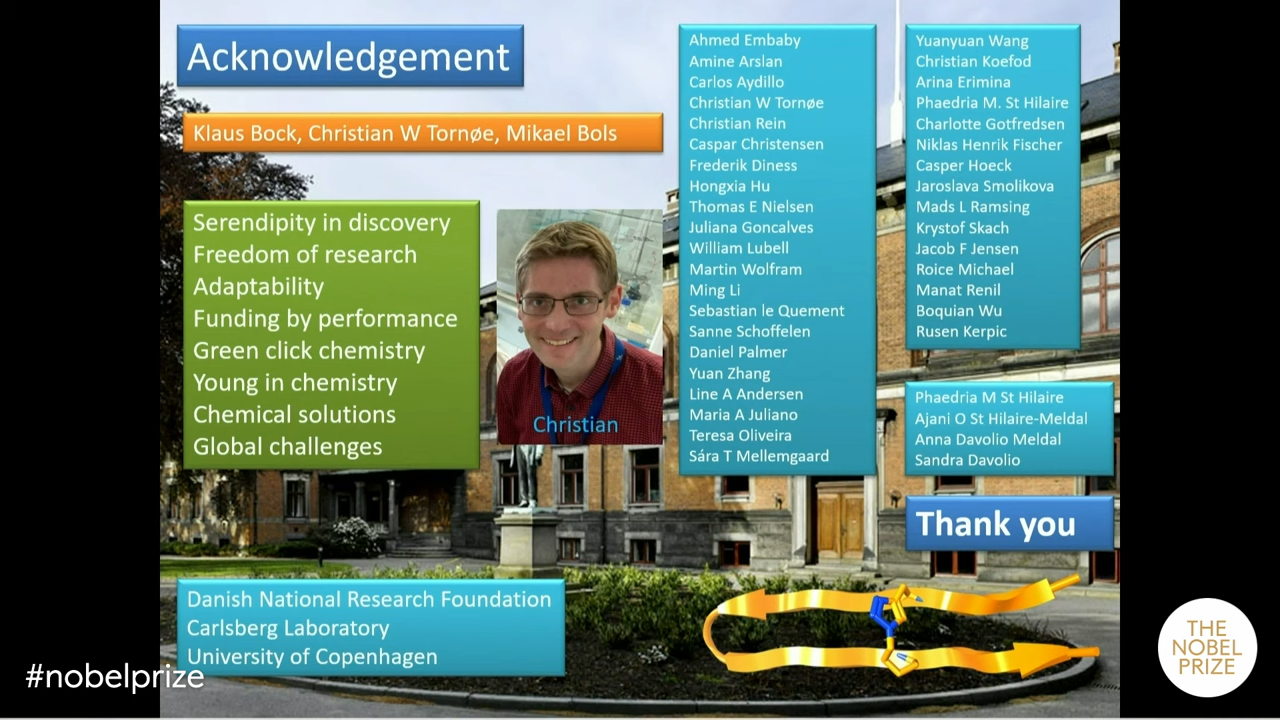 Acknowledgement
Klaus Bock, Christian W Tornøe, Mikael Bols
Serendipity in discovery
Freedom of research
Adaptability
Funding by performance
Green click chemistry
Young in chemistry
Chemical solutions
Global challenges
Christian
Ahmed Embaby
Amine Arslan
Carlos Aydillo
Christian W Tornøe
Christian Rein
Caspar Christensen
Frederik Diness
Hongxia Hu
Thomas E Nielsen
Juliana Goncalves
William Lubell
Martin Wolfram
Ming Li
Sebastian le Quement
Sanne Schoffelen
Daniel Palmer
Yuan Zhang
Line A Andersen
Maria A Juliano
Teresa Oliveira
Sára T Mellemgaard
Yuanyuan Wang
Christian Koefod
Arina Erimina
Phaedria M. St Hilaire
Charlotte Gotfredsen
Niklas Henrik Fischer
Casper Hoeck
Jaroslava Smolikova
Mads L Ramsing
Krystof Skach
Jacob F Jensen
Roice Michael
Manat Renil
Boquian Wu
Rusen Kerpic
Phaedria M St Hilaire
Ajani O St Hilaire-Meldal
Anna Davolio Meldal
Sandra Davolio
Thank you
Danish National Research Foundation
Carlsberg Laboratory
University of Copenhagen
#nobelprize
THE
NOBEL
PRIZE